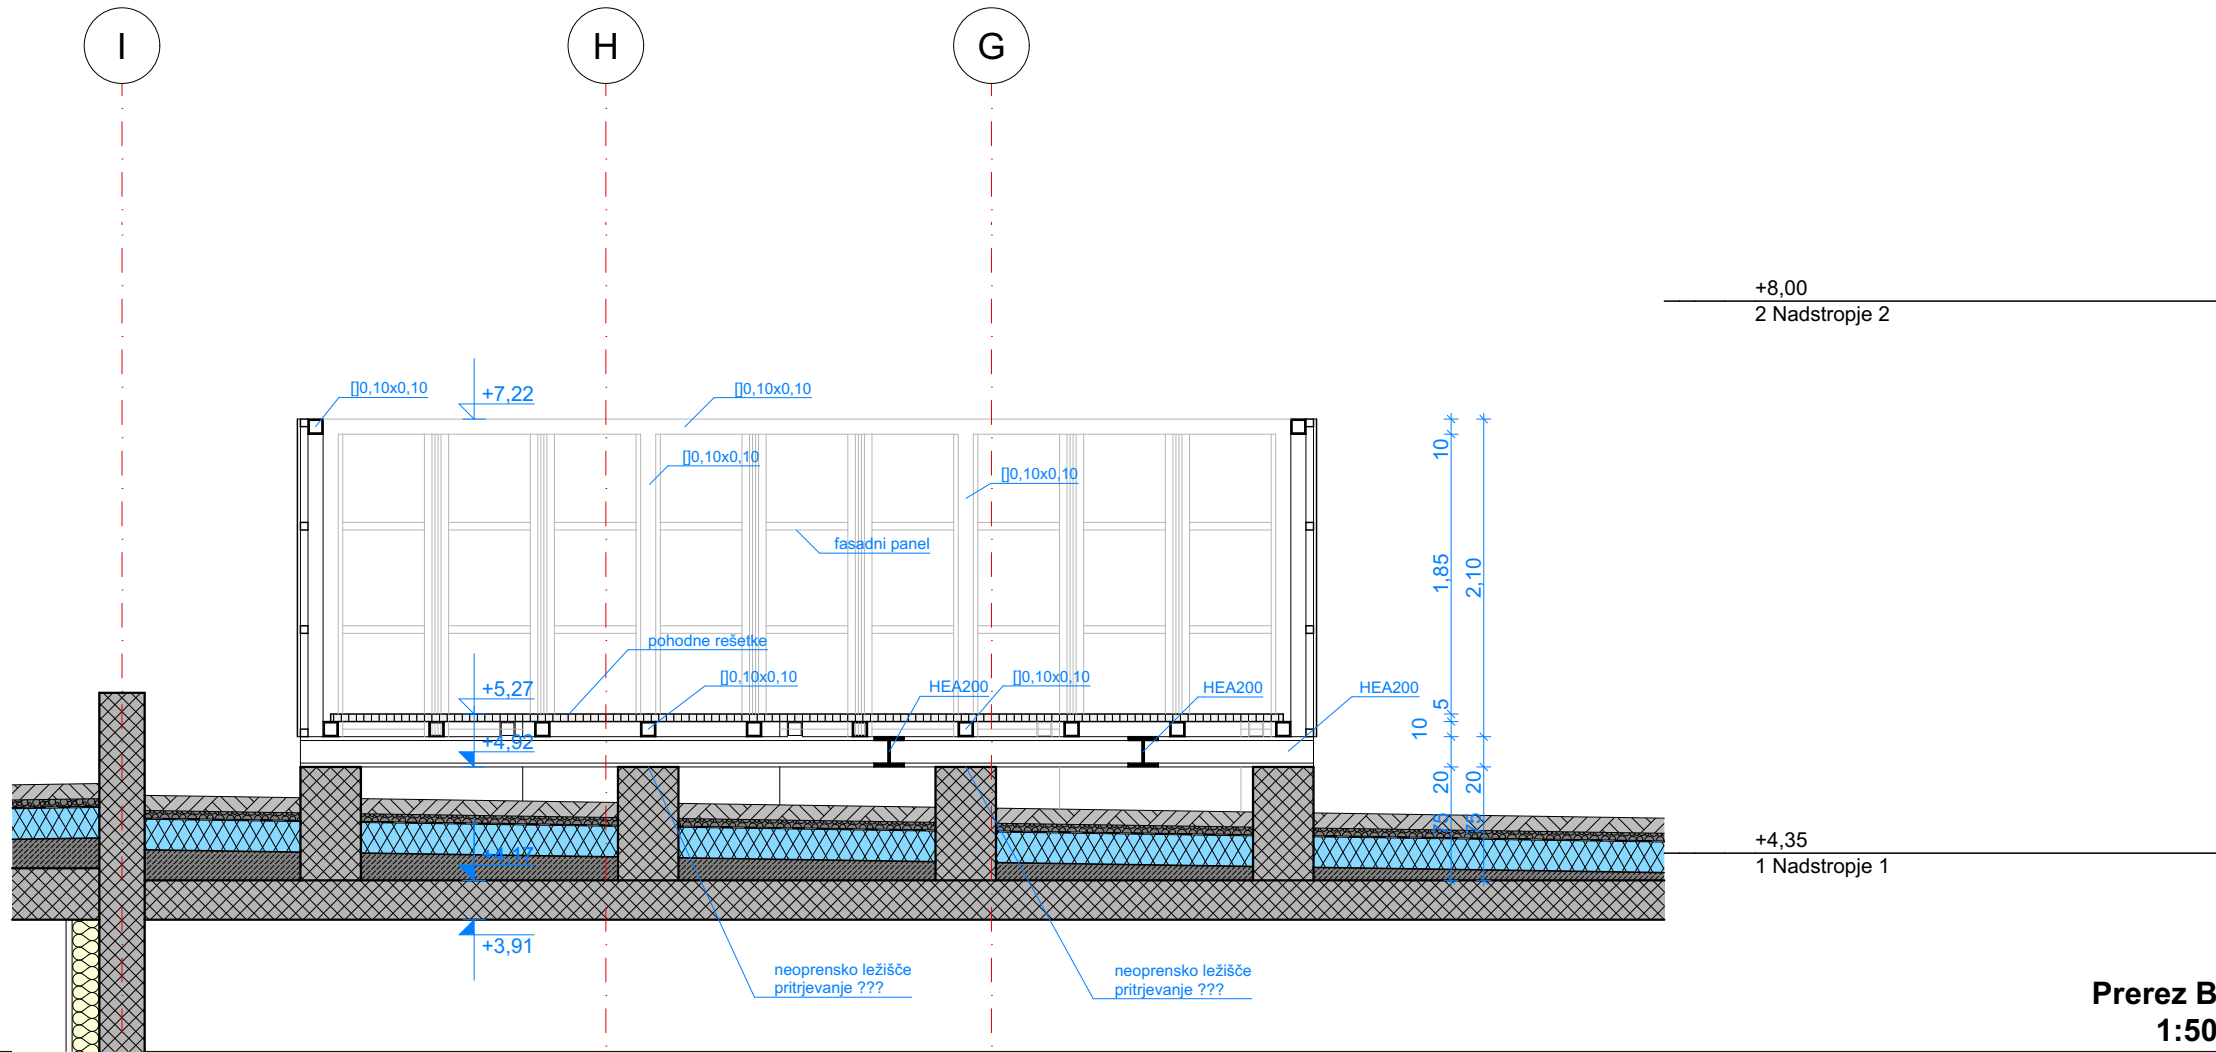 I
H
G
+8,00
2 Nadstropje 2
[]0,10x0,10
+7,22
[]0,10x0,10
[]0,10x0,10
[]0,10x0,10
10
fasadni panel
1,85
2,10
pohodne rešetke
[]0,10x0,10
[]0,10x0,10
+5,27
HEA200
HEA200
HEA200
5
10
+4,92
20
20
75
75
+4,35
1 Nadstropje 1
+4,17
+3,91
neoprensko ležišče
pritrjevanje ???
neoprensko ležišče
pritrjevanje ???
Prerez B
1:50